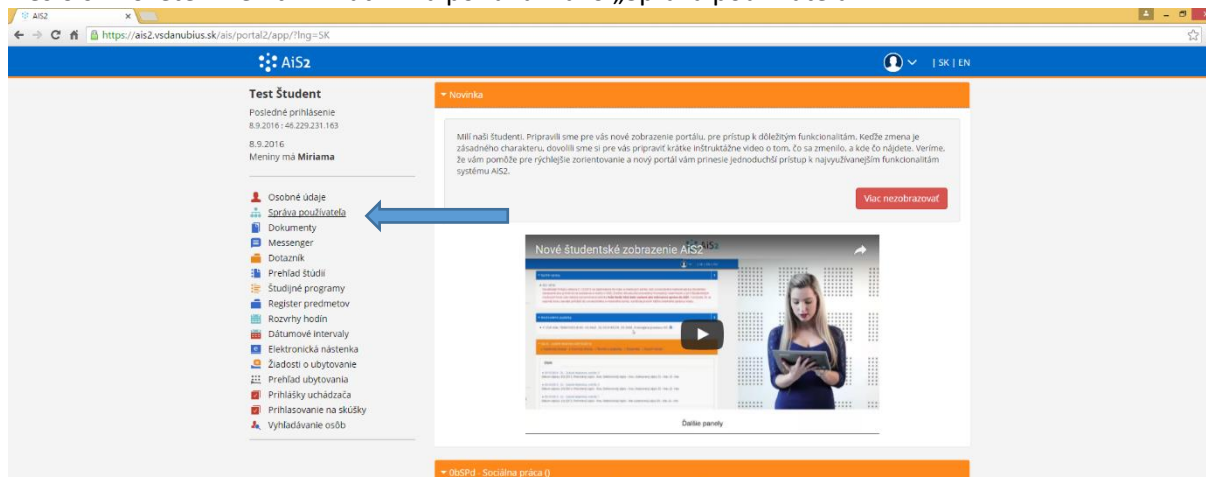 AiS2
https://ais2.vsdanubius.sk/ais/portal2/app/?lng=SK
AiS2
| SK | EN
Test Študent
Posledné prihlásenie
8.9.2016 : 46.229.231.163
8.9.2016
Meniny má Miriama
Osobné údaje
Správa používateľa
Dokumenty
Messenger
Dotazník
Prehľad štúdií
Študijné programy
Register predmetov
Rozvrhy hodín
Dátumové intervaly
Elektronická nástenka
Žiadosti o ubytovanie
Prehľad ubytovania
Prihlášky uchádzača
Prihlasovanie na skúšky
Vyhľadávanie osôb
Novinka
Milí naši študenti. Pripravili sme pre vás nové zobrazenie portálu, pre prístup k dôležitým funkcionalitám. Keďže zmena je
zásadného charakteru, dovolili sme si pre vás pripraviť krátke inštruktážne video o tom, čo sa zmenilo, a kde čo nájdete. Veríme,
že vám pomôže pre rýchlejšie zorientovanie a nový portál vám prinesie jednoduchší prístup k najvyužívanejším funkcionalitám
systému AiS2.
Viac nezobrazovať
Nové študentské zobrazenie AiS2
Ďalšie panely
0bSPd - Sociálna práca ()